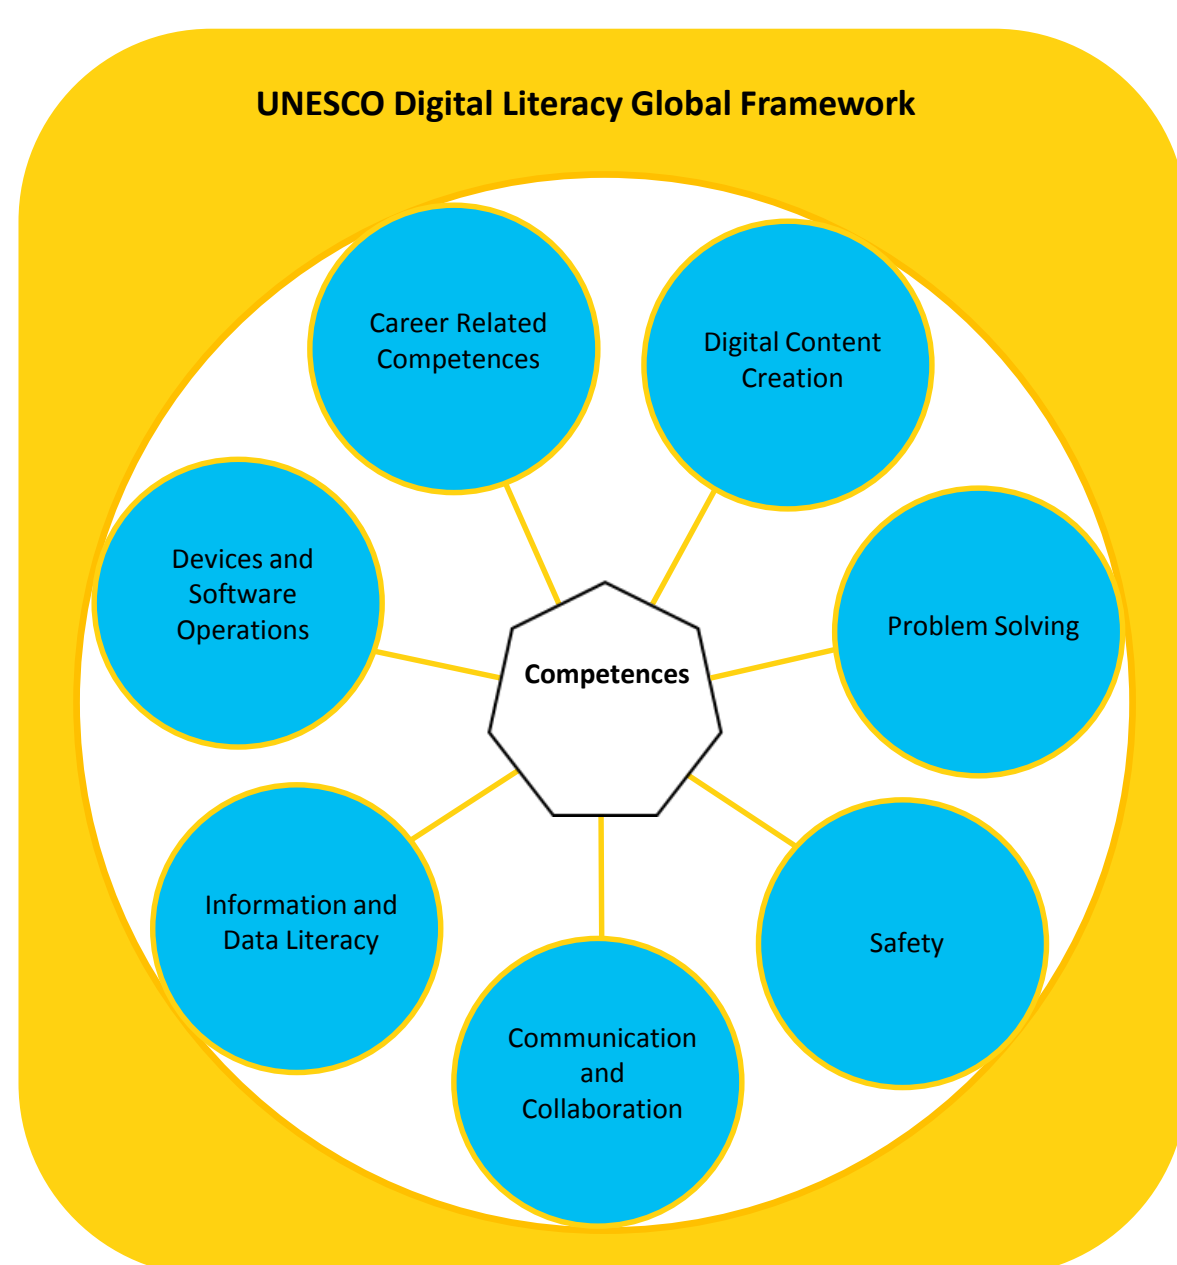 UNESCO Digital Literacy Global Framework
Career Related
Competences
Digital Content
Creation
Devices and
Software
Operations
Problem Solving
Competences
Information and
Data Literacy
Safety
Communication
and
Collaboration